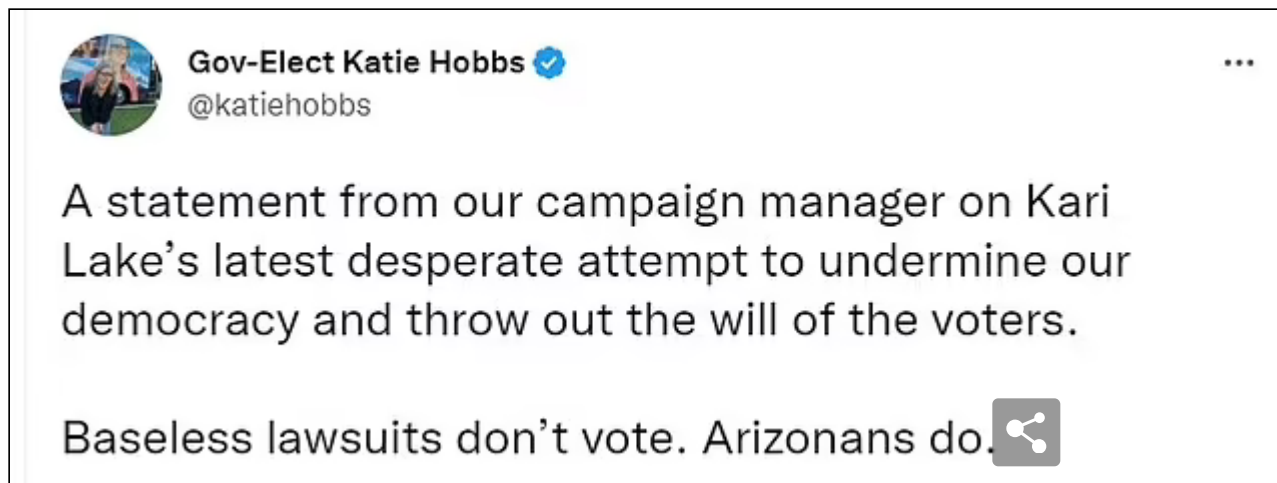 Gov-Elect Katie Hobbs
@katiehobbs
A statement from our campaign manager on Kari
Lake’s latest desperate attempt to undermine our
democracy and throw out the will of the voters.
Baseless lawsuits don’t vote. Arizonans do.